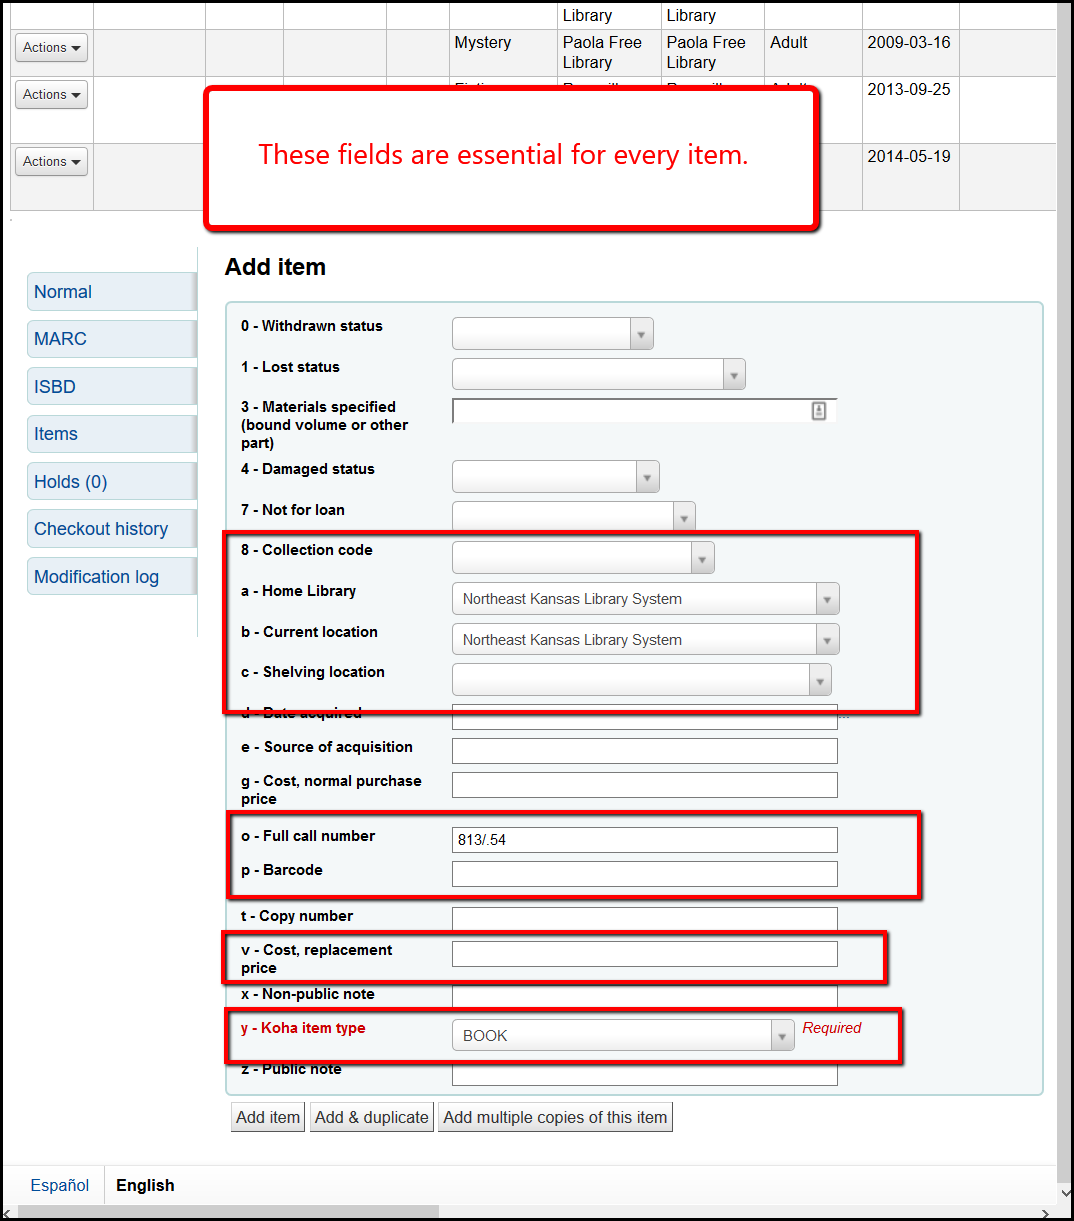 Library Library
Actions Mystery Paola Free Paola Free Adult 2009-03-16
Library Library
Actions 2013-09-25
These fields are essential for every item.
Actions 2014-05-19
Add item
Normal
MARC
ISBD
Items
Holds (0)
Checkout history
Modification log
0 - Withdrawn status
1 - Lost status
3 - Materials specified
(bound volume or other
part)
4 - Damaged status
7 - Not for loan
8 - Collection code
a - Home Library Northeast Kansas Library System
b - Current location Northeast Kansas Library System
c - Shelving location
d - Date acquired ...
e - Source of acquisition
g - Cost, normal purchase
price
o - Full call number 813/.54
p - Barcode
t - Copy number
v - Cost, replacement
price
x - Non-public note
y - Koha item type BOOK Required
z - Public note
Add item Add & duplicate Add multiple copies of this item
Español English